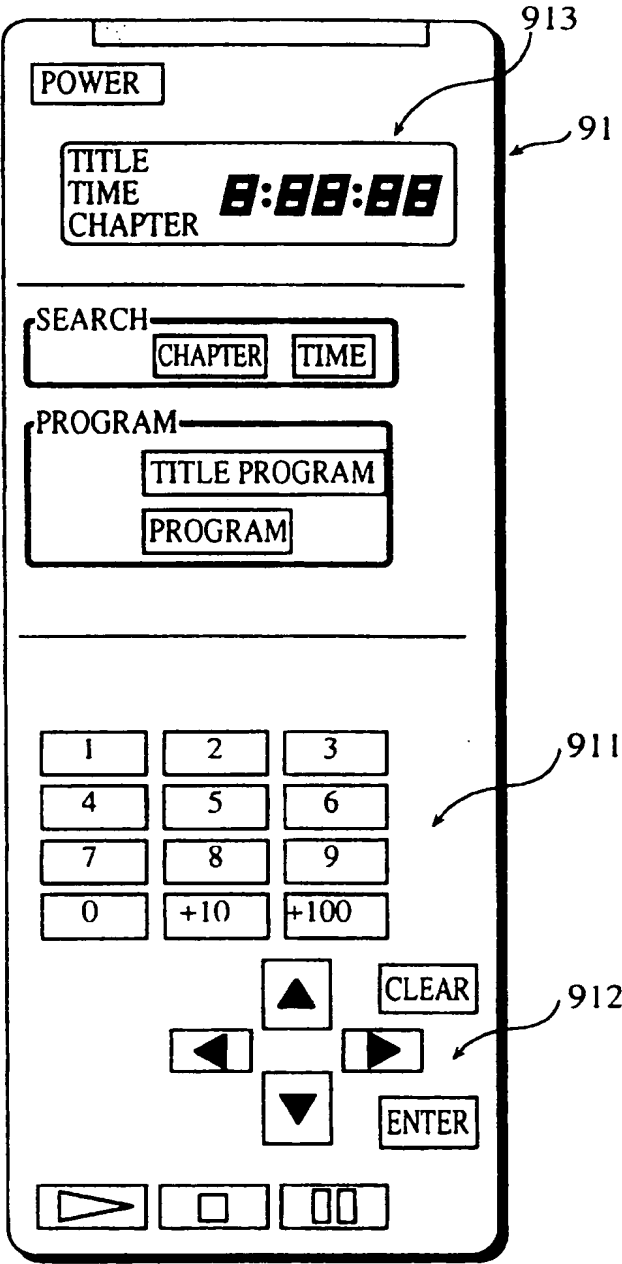 913
POWER
91
TITLE
TIME
CHAPTER
8:88:88
SEARCH
CHAPTER TIME
PROGRAM
TITLE PROGRAM
PROGRAM
1 2 3
911
4 5 6
7 8 9
0 +10 +100
CLEAR
912
ENTER